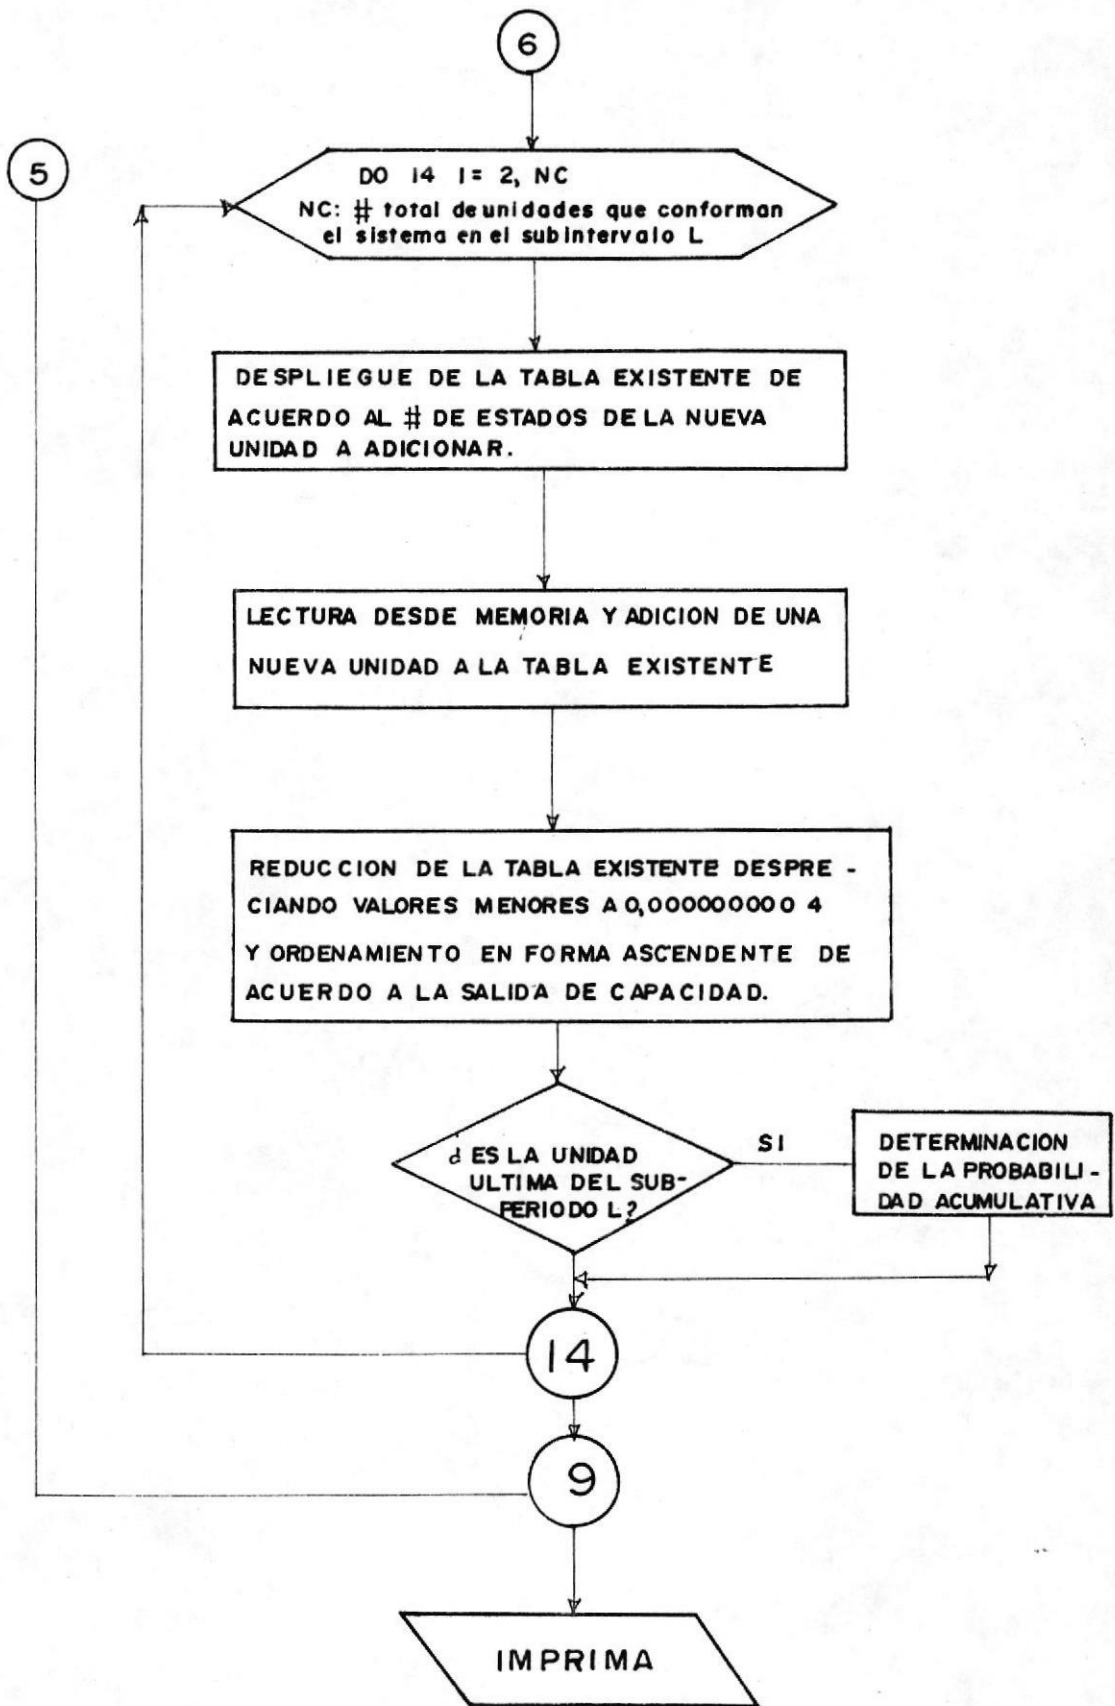 6
5
DO 14 I = 2, NC
NC: # total de unidades que conforman
el sistema en el subintervalo L
DESPLIEGUE DE LA TABLA EXISTENTE DE
ACUERDO AL # DE ESTADOS DE LA NUEVA
UNIDAD A ADICIONAR.
LECTURA DESDE MEMORIA Y ADICION DE UNA
NUEVA UNIDAD A LA TABLA EXISTENTE
REDUCCION DE LA TABLA EXISTENTE DESPRE -
CIANDO VALORES MENORES A 0,000000000 4
Y ORDENAMIENTO EN FORMA ASCENDENTE DE
ACUERDO A LA SALIDA DE CAPACIDAD.
¿ ES LA UNIDAD
ULTIMA DEL SUB-
PERIODO L?
SI
DETERMINACION
DE LA PROBABILI-
DAD ACUMULATIVA
14
9
IMPRIMA